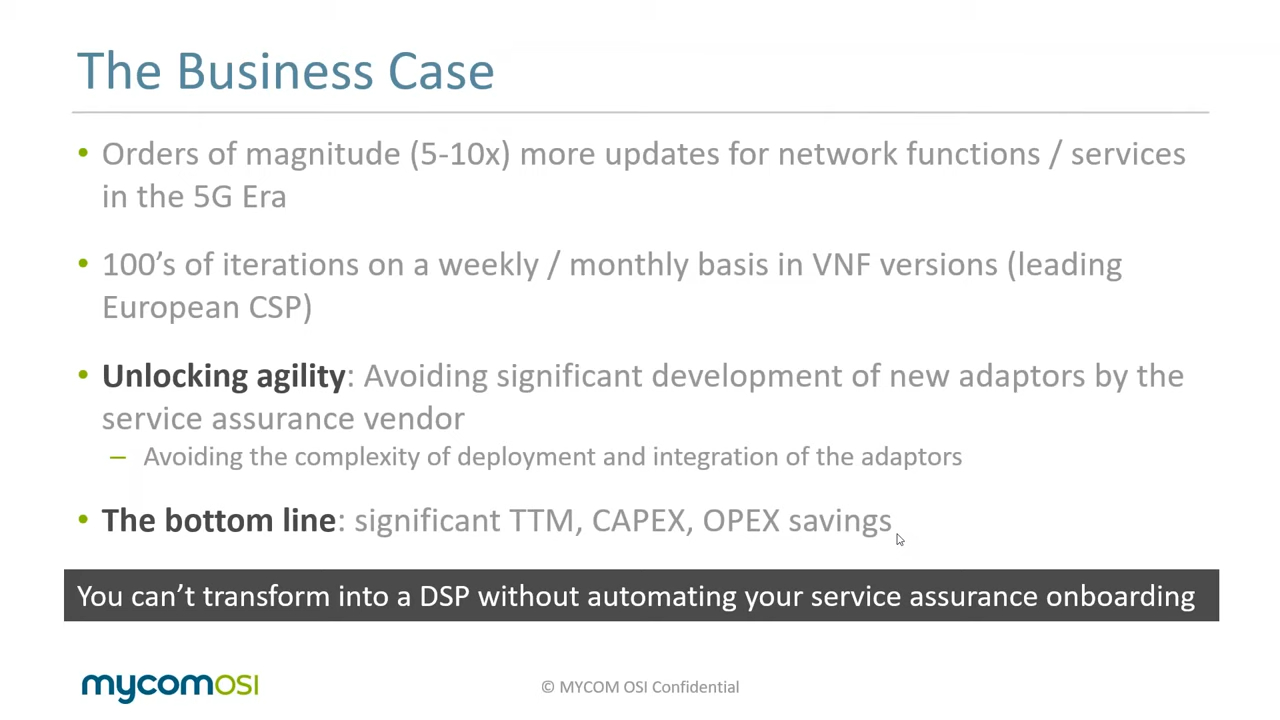 The Business Case
• Orders of magnitude (5-10x) more updates for network functions / services
in the 5G Era
• 100’s of iterations on a weekly / monthly basis in VNF versions (leading
European CSP)
• Unlocking agility: Avoiding significant development of new adaptors by the
service assurance vendor
– Avoiding the complexity of deployment and integration of the adaptors
• The bottom line: significant TTM, CAPEX, OPEX savings
You can’t transform into a DSP without automating your service assurance onboarding
mycomOSI
© MYCOM OSI Confidential